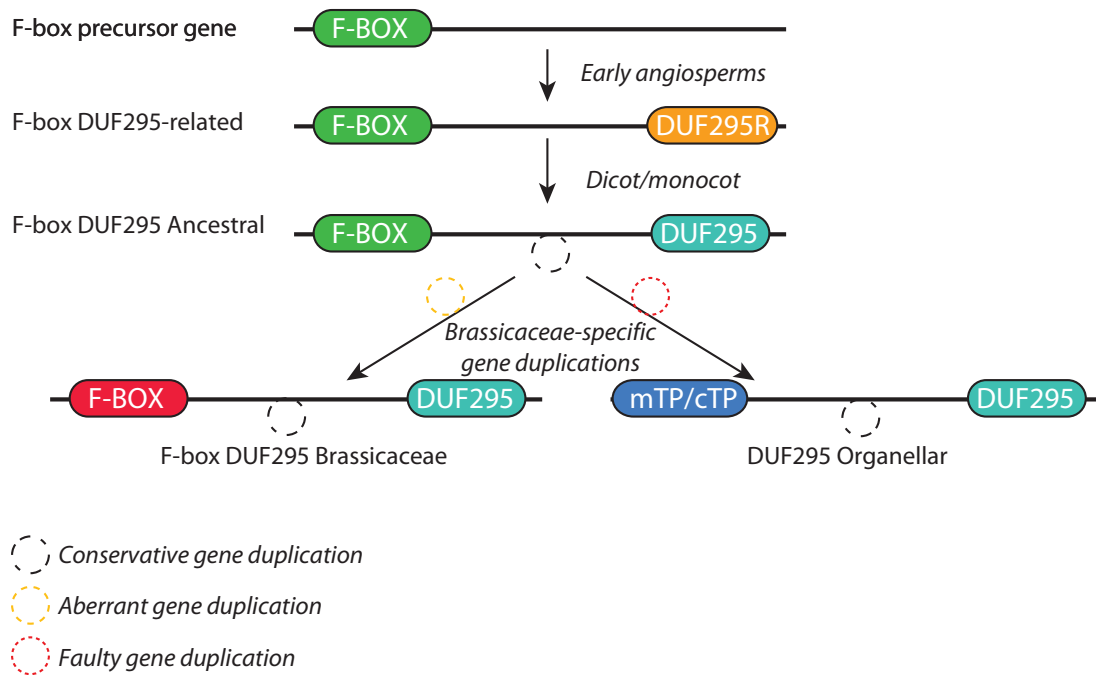 F-box precursor gene
F-BOX
Early angiosperms
F-box DUF295-related
F-BOX
DUF295R
Dicot/monocot
F-box DUF295 Ancestral
F-BOX
DUF295
Brassicaceae-specific
gene duplications
F-BOX
DUF295
mTP/cTP
DUF295
F-box DUF295 Brassicaceae
DUF295 Organellar
Conservative gene duplication
Aberrant gene duplication
Faulty gene duplication